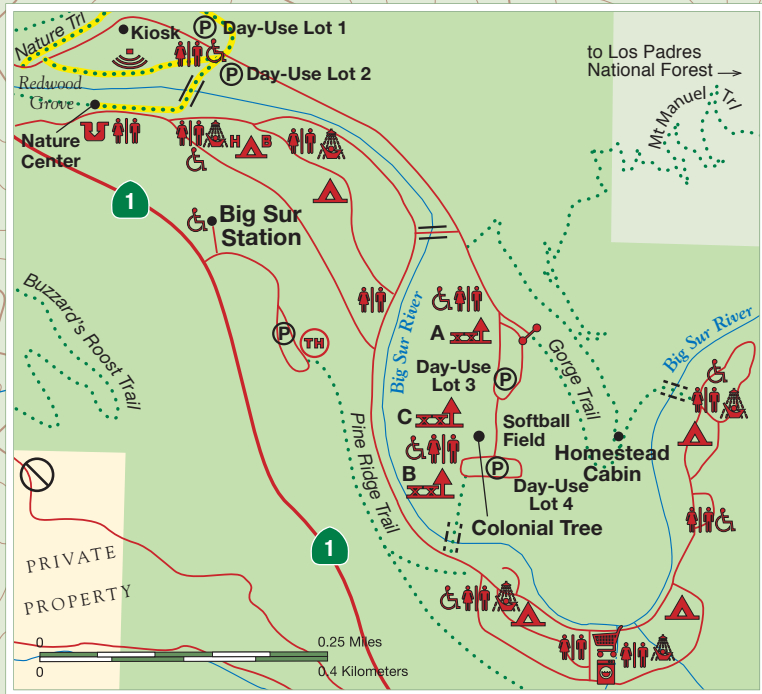 Nature Trl
Kiosk
P Day-Use Lot 1
P Day-Use Lot 2
to Los Padres
National Forest
Mt Manuel Trl
Redwood
Grove
Nature
Center
H B
1
Big Sur
Station
Buzzard's Roost Trail
P TH
Big Sur River
A
Day-Use
Lot 3
P
Gorge Trail
Big Sur River
C
Softball
Field
Homestead
Cabin
B
P
Day-Use
Lot 4
Colonial Tree
Pine Ridge Trail
1
PRIVATE
PROPERTY
0 0.25 Miles
0 0.4 Kilometers